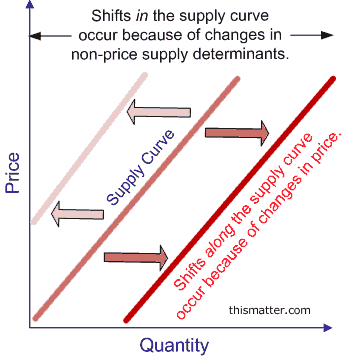 Shifts in the supply curve
occur because of changes in
non-price supply determinants.
Price
Supply Curve
Shifts along the supply curve
occur because of changes in price.
thismatter.com
Quantity